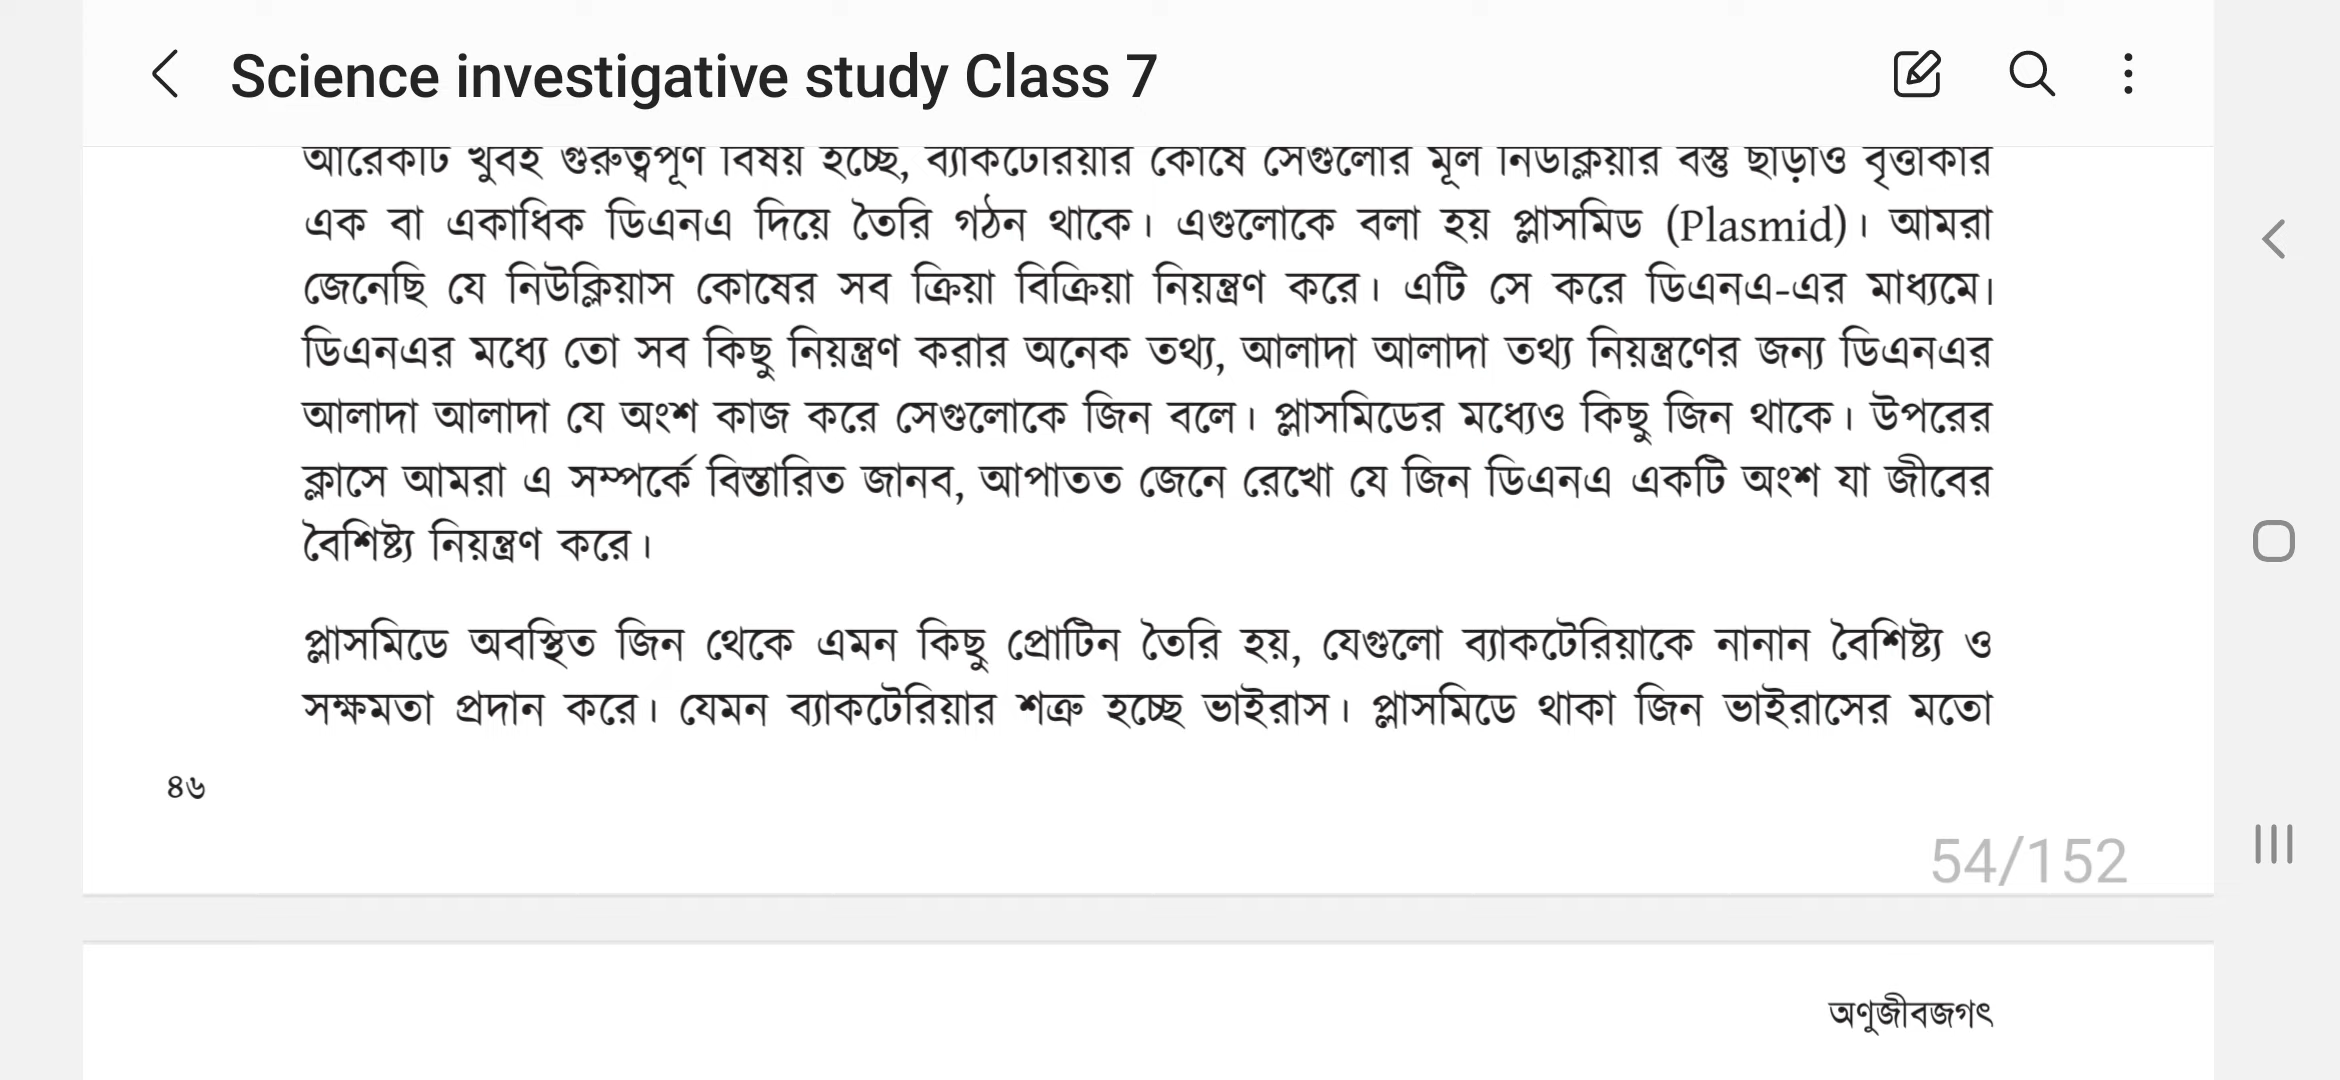 Science investigative study Class 7
আরেকটি খুবই গুরুত্বপূর্ণ বিষয় হচ্ছে, ব্যাকটেরিয়ার কোষে সেগুলোর মূল নিউক্লিয়ার বস্তু ছাড়াও বৃত্তাকার
এক বা একাধিক ডিএনএ দিয়ে তৈরি গঠন থাকে। এগুলোকে বলা হয় প্লাসমিড (Plasmid)। আমরা
জেনেছি যে নিউক্লিয়াস কোষের সব ক্রিয়া বিক্রিয়া নিয়ন্ত্রণ করে। এটি সে করে ডিএনএ-এর মাধ্যমে।
ডিএনএর মধ্যে তো সব কিছু নিয়ন্ত্রণ করার অনেক তথ্য, আলাদা আলাদা তথ্য নিয়ন্ত্রণের জন্য ডিএনএর
আলাদা আলাদা যে অংশ কাজ করে সেগুলোকে জিন বলে। প্লাসমিডের মধ্যেও কিছু জিন থাকে। উপরের
ক্লাসে আমরা এ সম্পর্কে বিস্তারিত জানব, আপাতত জেনে রেখো যে জিন ডিএনএ একটি অংশ যা জীবের
বৈশিষ্ট্য নিয়ন্ত্রণ করে।
প্লাসমিডে অবস্থিত জিন থেকে এমন কিছু প্রোটিন তৈরি হয়, যেগুলো ব্যাকটেরিয়াকে নানান বৈশিষ্ট্য ও
সক্ষমতা প্রদান করে। যেমন ব্যাকটেরিয়ার শত্রু হচ্ছে ভাইরাস। প্লাসমিডে থাকা জিন ভাইরাসের মতো
৪৬
54/152
অণুজীবজগৎ